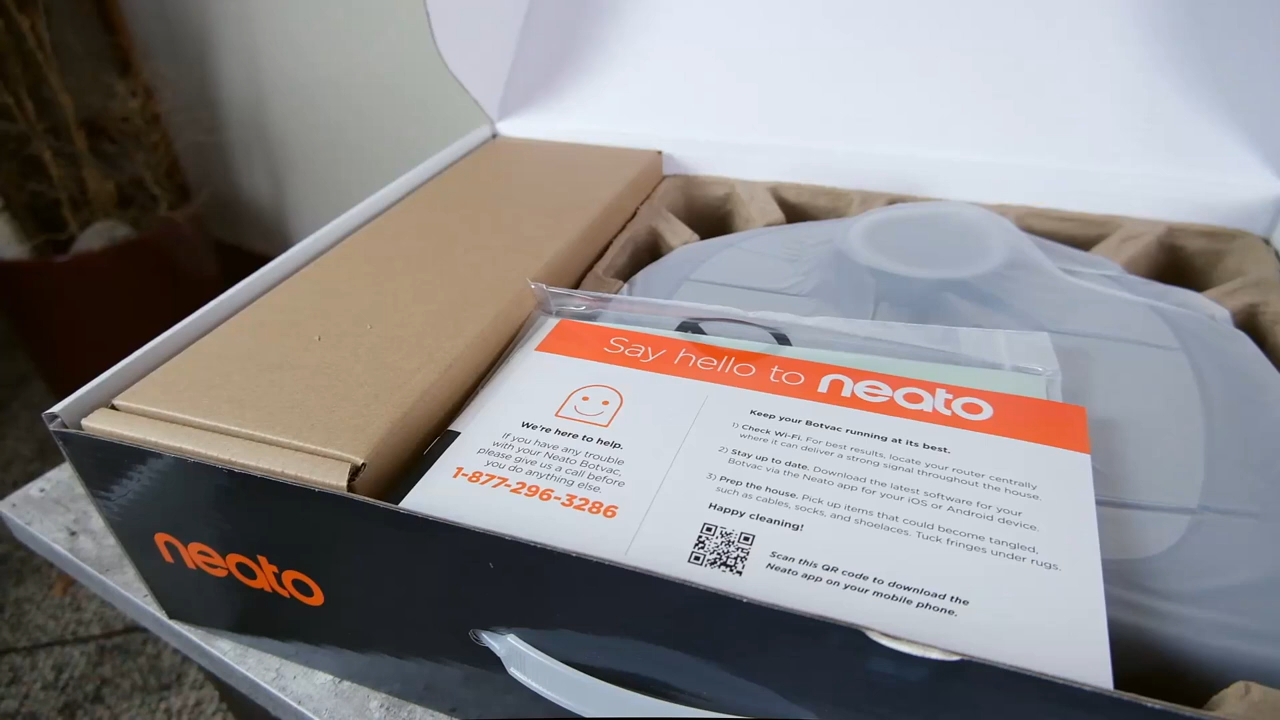 Say hello to neato
We're here to help.
If you have any trouble
with your Neato Botvac,
please give us a call before
you do anything else.
1-877-296-3286
Keep your Botvac running at its best.
1) Check Wi-Fi. For best results, locate your router centrally
where it can deliver a strong signal throughout the house.
2) Stay up to date. Download the latest software for your
Botvac via the Neato app for your iOS or Android device.
3) Prep the house. Pick up items that could become tangled,
such as cables, socks, and shoelaces. Tuck fringes under rugs.
Happy cleaning!
Scan this QR code to download the
Neato app on your mobile phone.
neato